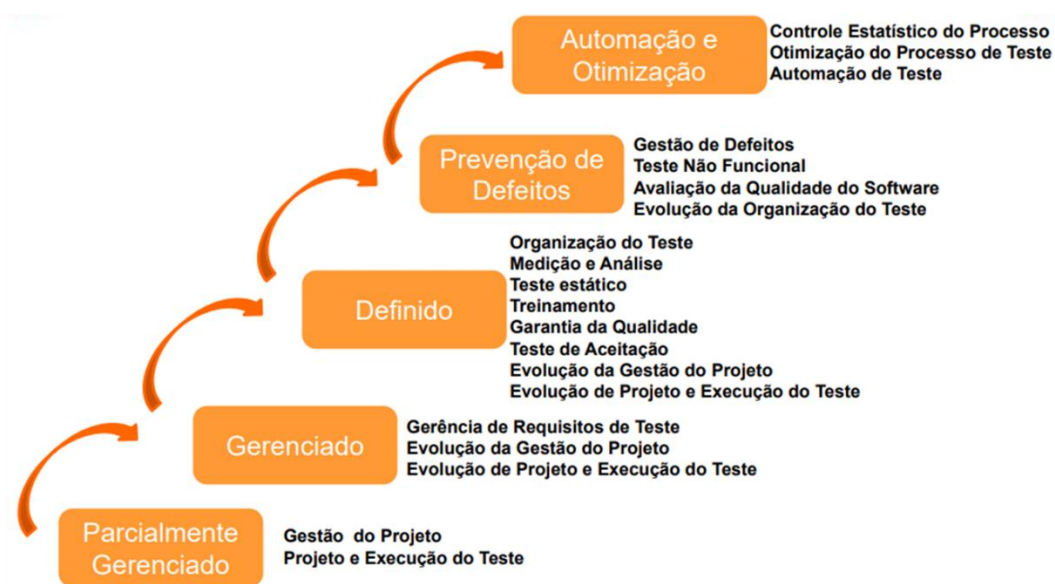 Automação e
Otimização
Controle Estatístico do Processo
Otimização do Processo de Teste
Automação de Teste
Prevenção de
Defeitos
Gestão de Defeitos
Teste Não Funcional
Avaliação da Qualidade do Software
Evolução da Organização do Teste
Definido
Organização do Teste
Medição e Análise
Teste estático
Treinamento
Garantia da Qualidade
Teste de Aceitação
Evolução da Gestão do Projeto
Evolução de Projeto e Execução do Teste
Gerenciado
Gerência de Requisitos de Teste
Evolução da Gestão do Projeto
Evolução de Projeto e Execução do Teste
Parcialmente
Gerenciado
Gestão do Projeto
Projeto e Execução do Teste